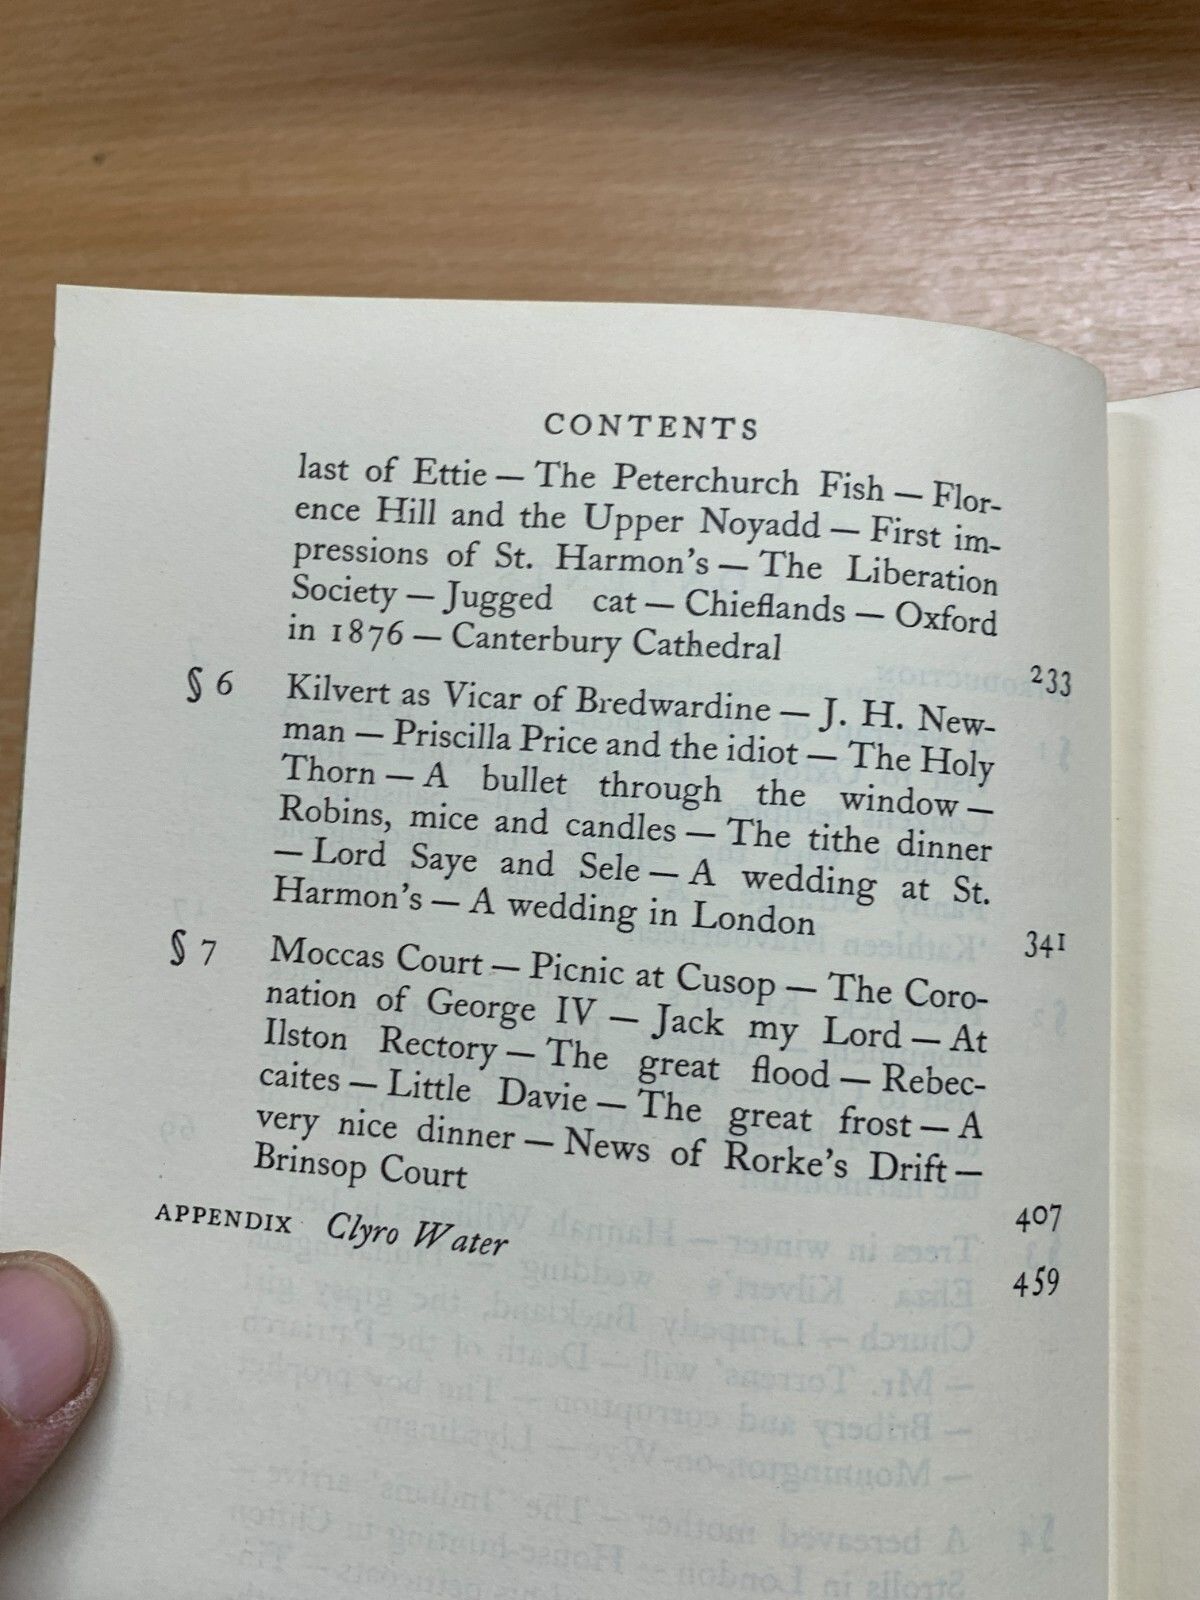 CONTENTS
last of Ettie — The Peterchurch Fish — Flor-
ence Hill and the Upper Noyadd — First im-
pressions of St. Harmon's — The Liberation
Society — Jugged cat — Chieflands — Oxford
in 1876 — Canterbury Cathedral 233
§ 6 Kilvert as Vicar of Bredwardine — J. H. New-
man — Priscilla Price and the idiot — The Holy
Thorn — A bullet through the window —
Robins, mice and candles — The tithe dinner
— Lord Saye and Sele — A wedding at St.
Harmon's — A wedding in London 341
§ 7 Moccas Court — Picnic at Cusop — The Coro-
nation of George IV — Jack my Lord — At
Ilston Rectory — The great flood — Rebec-
caites — Little Davie — The great frost — A
very nice dinner — News of Rorke's Drift —
Brinsop Court 407
APPENDIX Clyro Water 459